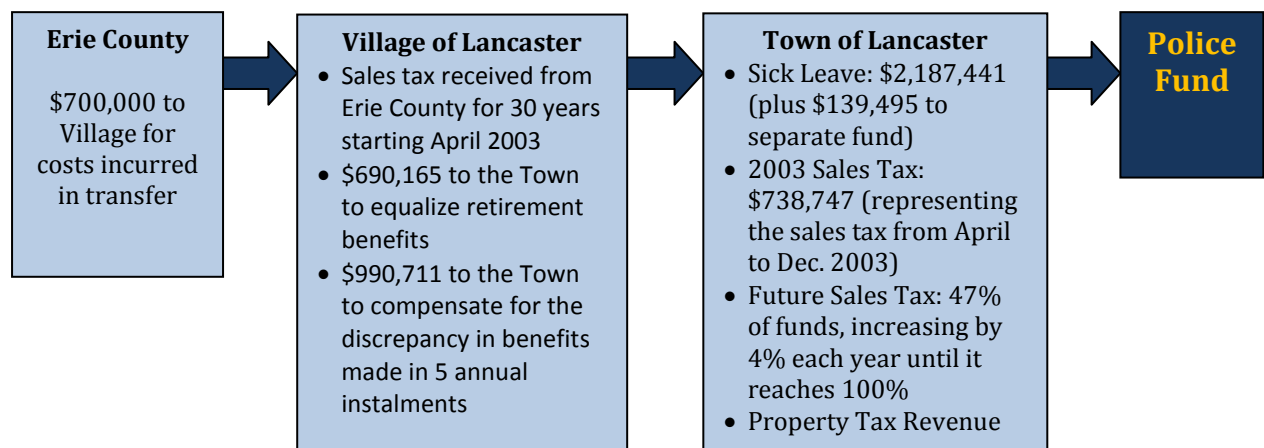 Erie County
$700,000 to
Village for
costs incurred
in transfer
Village of Lancaster
• Sales tax received from
Erie County for 30 years
starting April 2003
• $690,165 to the Town
to equalize retirement
benefits
• $990,711 to the Town
to compensate for the
discrepancy in benefits
made in 5 annual
instalments
Town of Lancaster
• Sick Leave: $2,187,441
(plus $139,495 to
separate fund)
• 2003 Sales Tax:
$738,747 (representing
the sales tax from April
to Dec. 2003)
• Future Sales Tax: 47%
of funds, increasing by
4% each year until it
reaches 100%
• Property Tax Revenue
Police
Fund